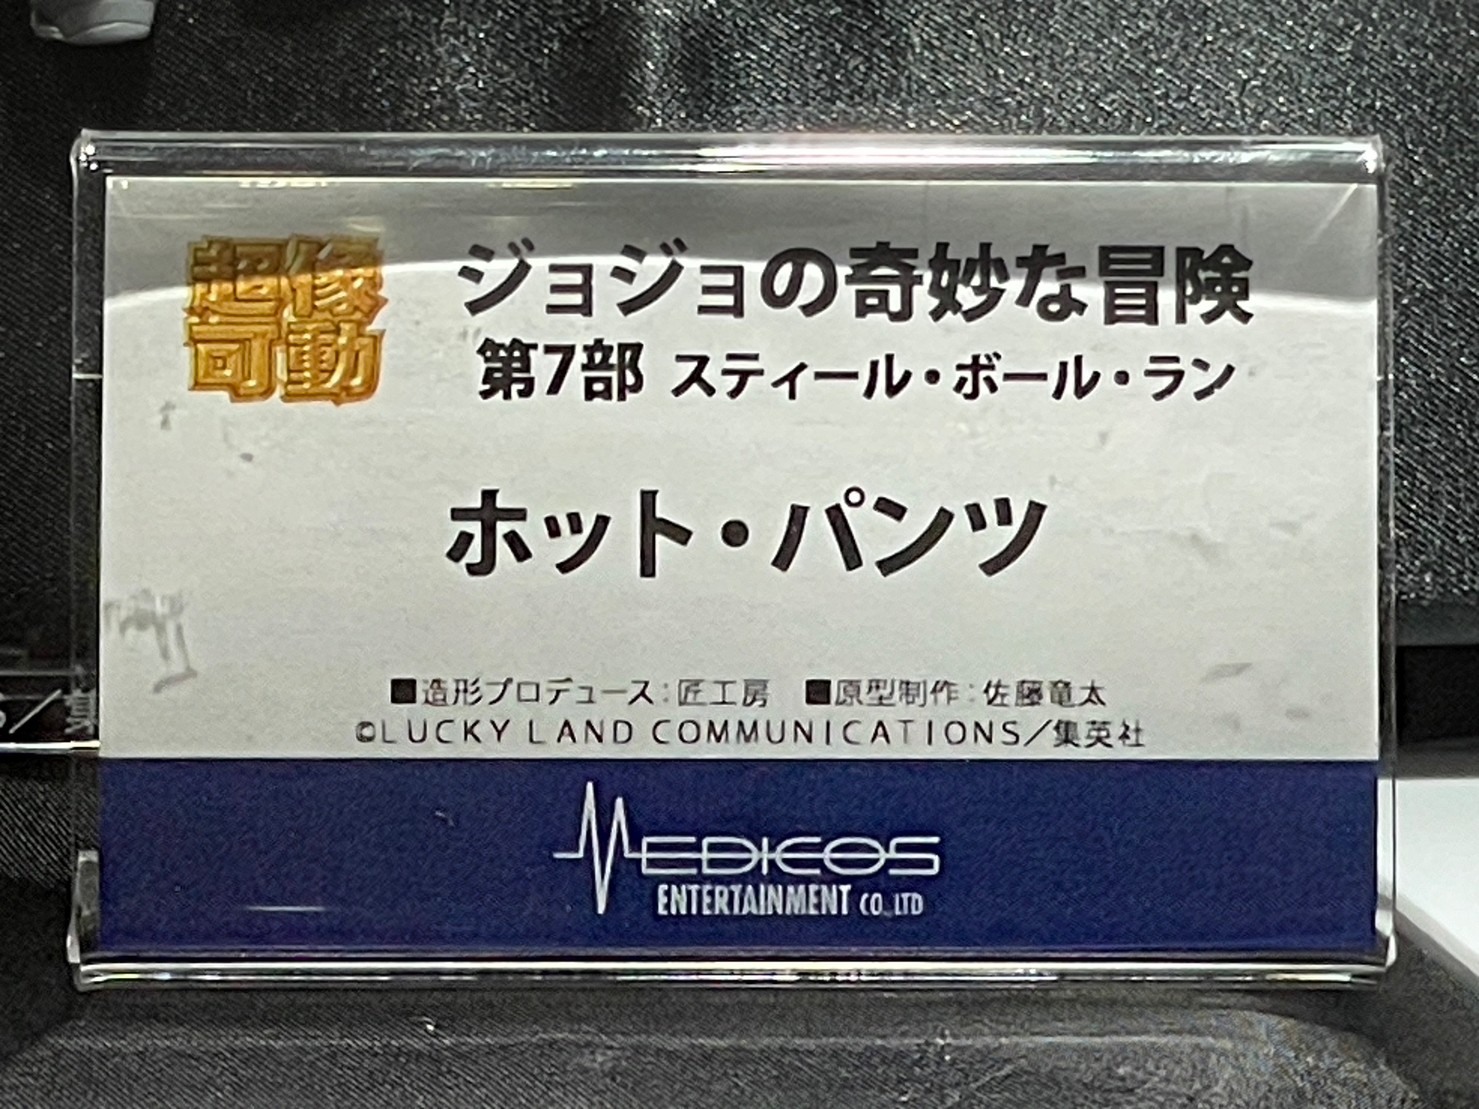 超像
可動
ジョジョの奇妙な冒険
第7部 スティール・ボール・ラン
ホット・パンツ
■造形プロデュース：匠工房 ■原型制作：佐藤竜太
©LUCKY LAND COMMUNICATIONS／集英社
MEDICOS
ENTERTAINMENT CO.,LTD